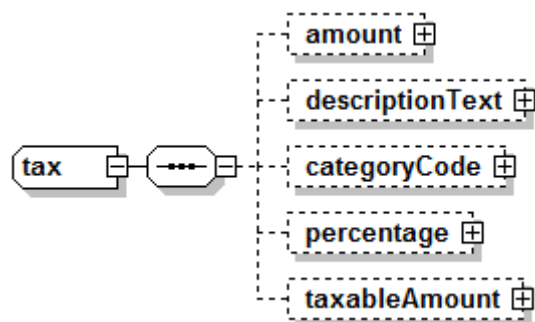 amount
descriptionText
tax
categoryCode
percentage
taxableAmount